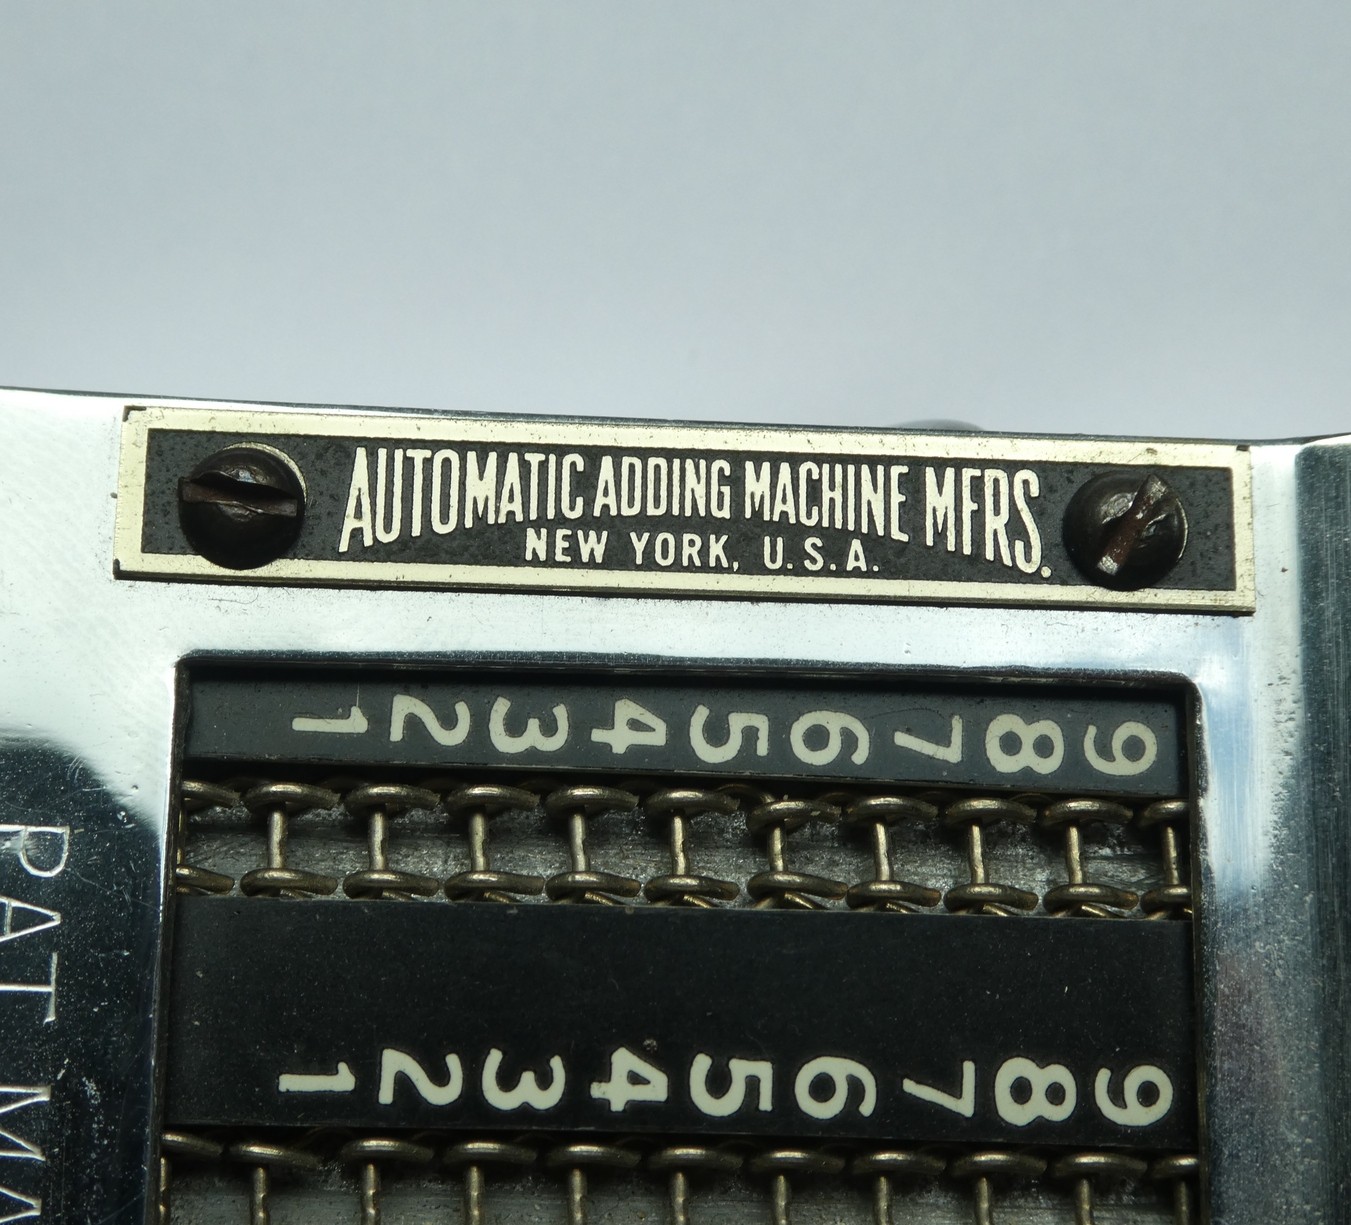 AUTOMATIC ADDING MACHINE MFRS.
NEW YORK, U.S.A.
1 2 3 4 5 6 7 8 9
1 2 3 4 5 6 7 8 9
PAT.